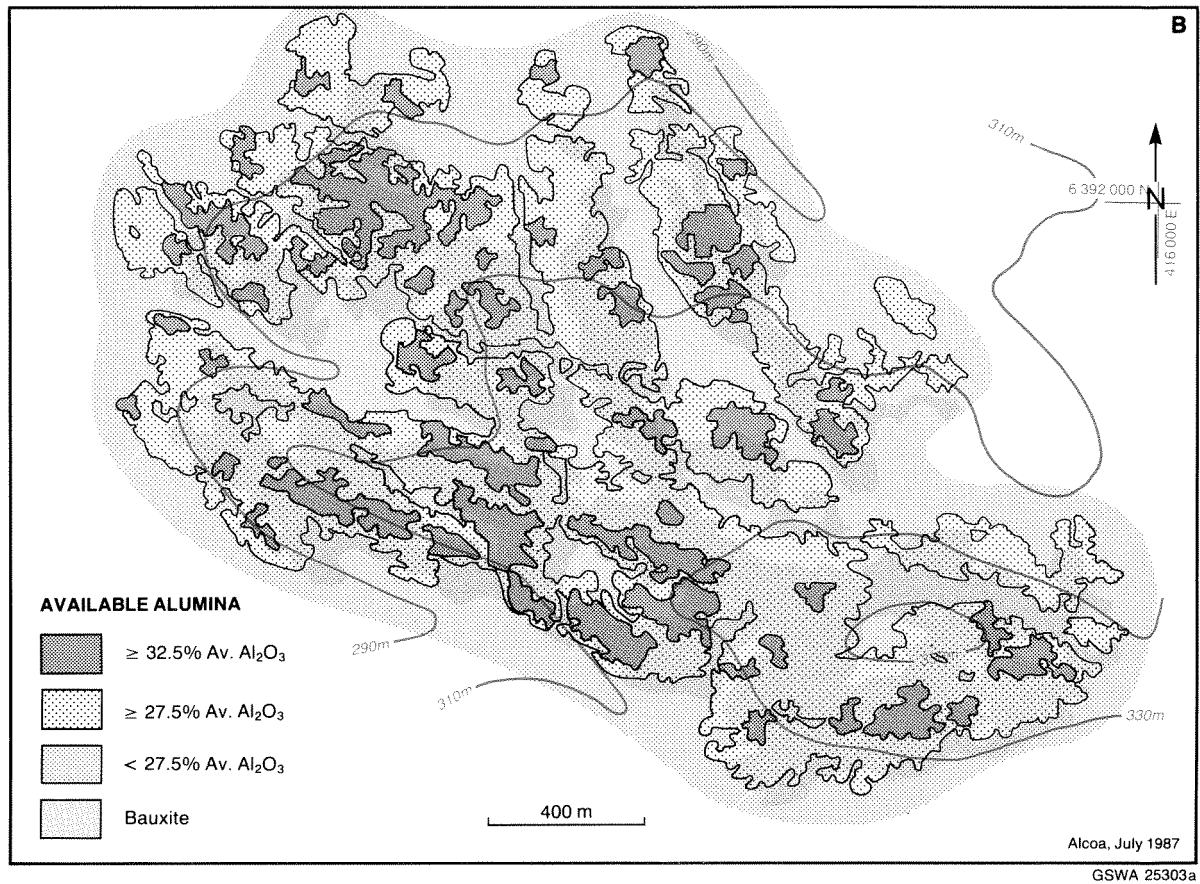 B
290m
310m
6 392 000 N
N
416 000 E
AVAILABLE ALUMINA
≥ 32.5% Av. Al₂O₃
≥ 27.5% Av. Al₂O₃
< 27.5% Av. Al₂O₃
Bauxite
290m
310m
330m
400 m
Alcoa, July 1987
GSWA 25303a